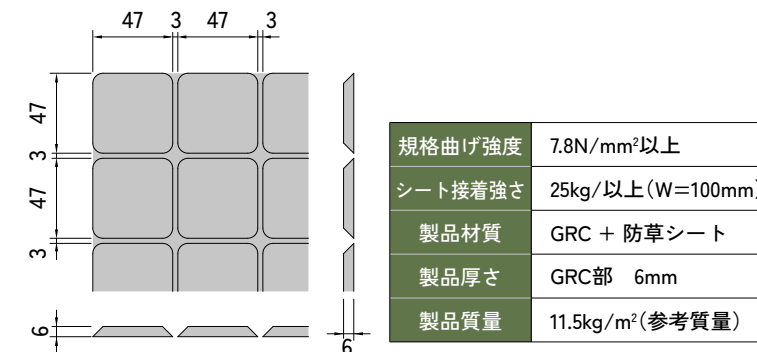 47 3 47 3
47
3
47
3
6
6
規格曲げ強度 7.8N/mm²以上
シート接着強さ 25kg/以上(W=100mm)
製品材質 GRC + 防草シート
製品厚さ GRC部 6mm
製品質量 11.5kg/m²(参考質量)